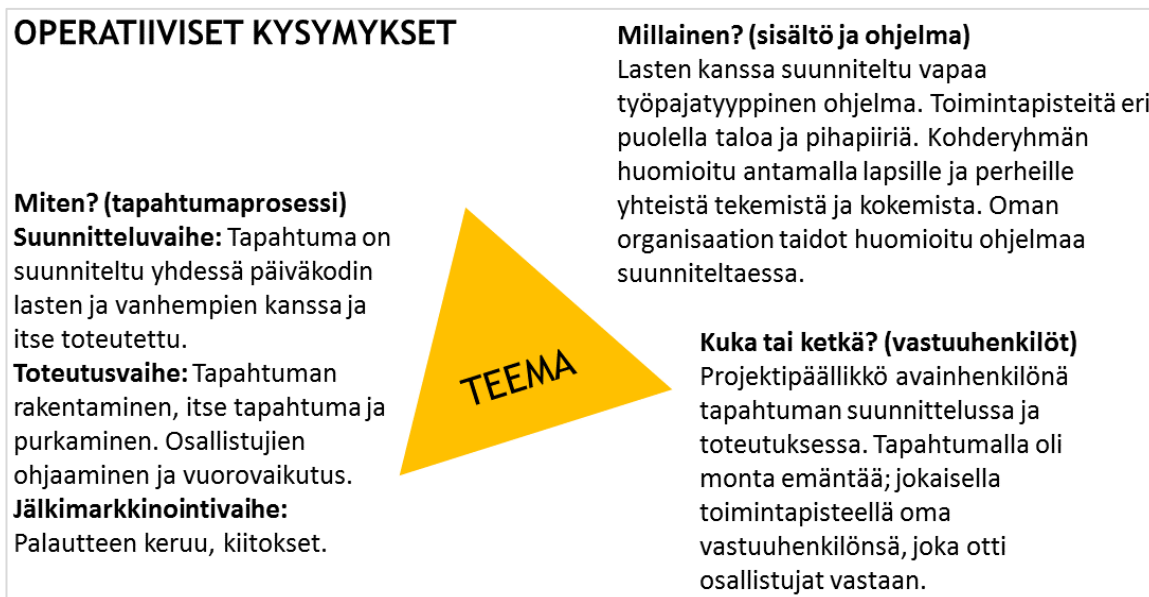 OPERATIIVISET KYSYMYKSET
Miten? (tapahtumaprosessi)
Suunnitteluvaihe: Tapahtuma on
suunniteltu yhdessä päiväkodin
lasten ja vanhempien kanssa ja
itse toteutettu.
Toteutusvaihe: Tapahtuman
rakentaminen, itse tapahtuma ja
purkaminen. Osallistujien
ohjaaminen ja vuorovaikutus.
Jälkimarkkinointivaihe:
Palautteen keruu, kiitokset.
TEEMA
Millainen? (sisältö ja ohjelma)
Lasten kanssa suunniteltu vapaa
työpajatyyppinen ohjelma. Toimintapisteitä eri
puolella taloa ja pihapiiriä. Kohderyhmän
huomioitu antamalla lapsille ja perheille
yhteistä tekemistä ja kokemista. Oman
organisaation taidot huomioitu ohjelmaa
suunniteltaessa.
Kuka tai ketkä? (vastuuhenkilöt)
Projektipäällikkö avainhenkilönä
tapahtuman suunnittelussa ja
toteutuksessa. Tapahtumalla oli
monta emäntää; jokaisella
toimintapisteellä oma
vastuuhenkilönsä, joka otti
osallistujat vastaan.